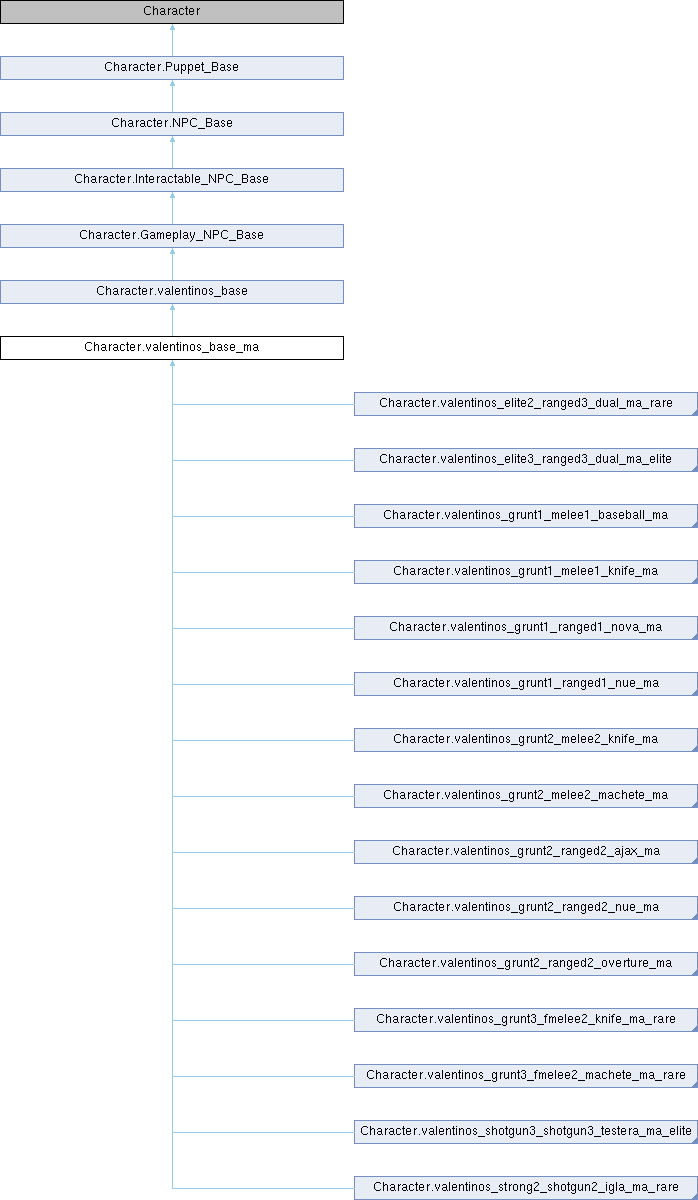 Character
Character.Puppet_Base
Character.NPC_Base
Character.Interactable_NPC_Base
Character.Gameplay_NPC_Base
Character.valentinos_base
Character.valentinos_base_ma
Character.valentinos_elite2_ranged3_dual_ma_rare
Character.valentinos_elite3_ranged3_dual_ma_elite
Character.valentinos_grunt1_melee1_baseball_ma
Character.valentinos_grunt1_melee1_knife_ma
Character.valentinos_grunt1_ranged1_nova_ma
Character.valentinos_grunt1_ranged1_nue_ma
Character.valentinos_grunt2_melee2_knife_ma
Character.valentinos_grunt2_melee2_machete_ma
Character.valentinos_grunt2_ranged2_ajax_ma
Character.valentinos_grunt2_ranged2_nue_ma
Character.valentinos_grunt2_ranged2_overture_ma
Character.valentinos_grunt3_fmelee2_knife_ma_rare
Character.valentinos_grunt3_fmelee2_machete_ma_rare
Character.valentinos_shotgun3_shotgun3_testera_ma_elite
Character.valentinos_strong2_shotgun2_igla_ma_rare